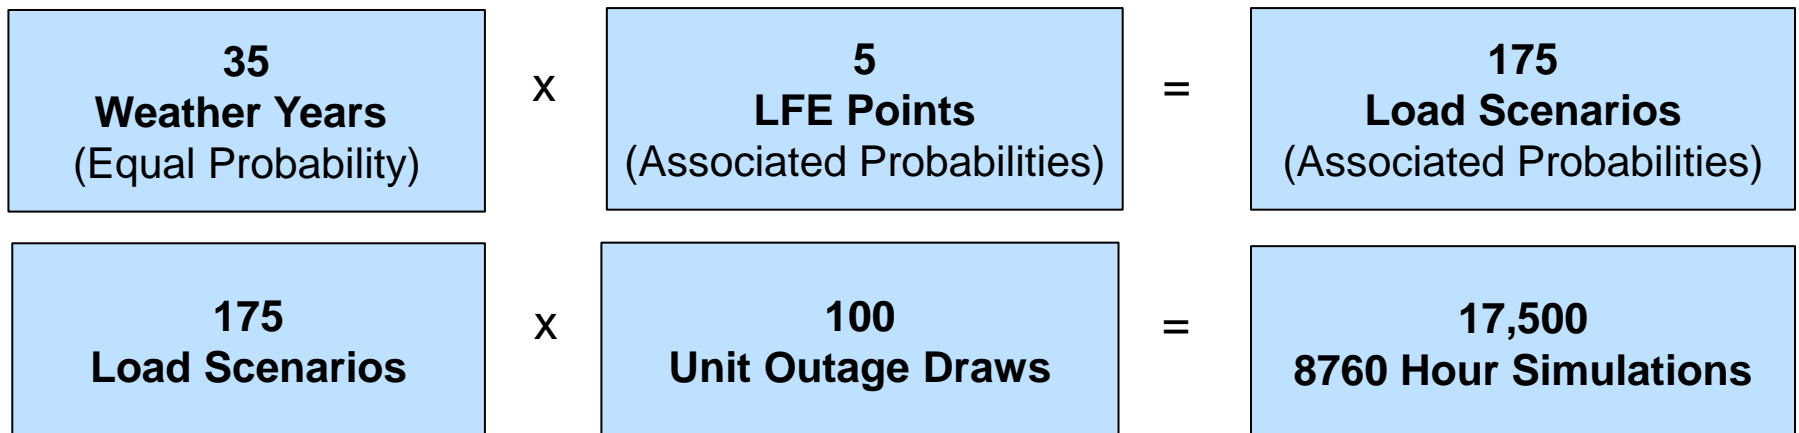 35
Weather Years
(Equal Probability)
x
5
LFE Points
(Associated Probabilities)
=
175
Load Scenarios
(Associated Probabilities)
175
Load Scenarios
x
100
Unit Outage Draws
=
17,500
8760 Hour Simulations